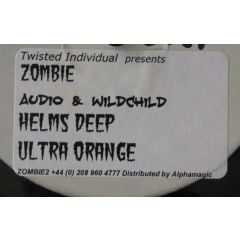 Twisted Individual presents
ZOMBIE
AUDIO & WILDCHILD
HELMS DEEP
ULTRA ORANGE
ZOMBIE2 +44 (0) 208 960 4777 Distributed by Alphamagic